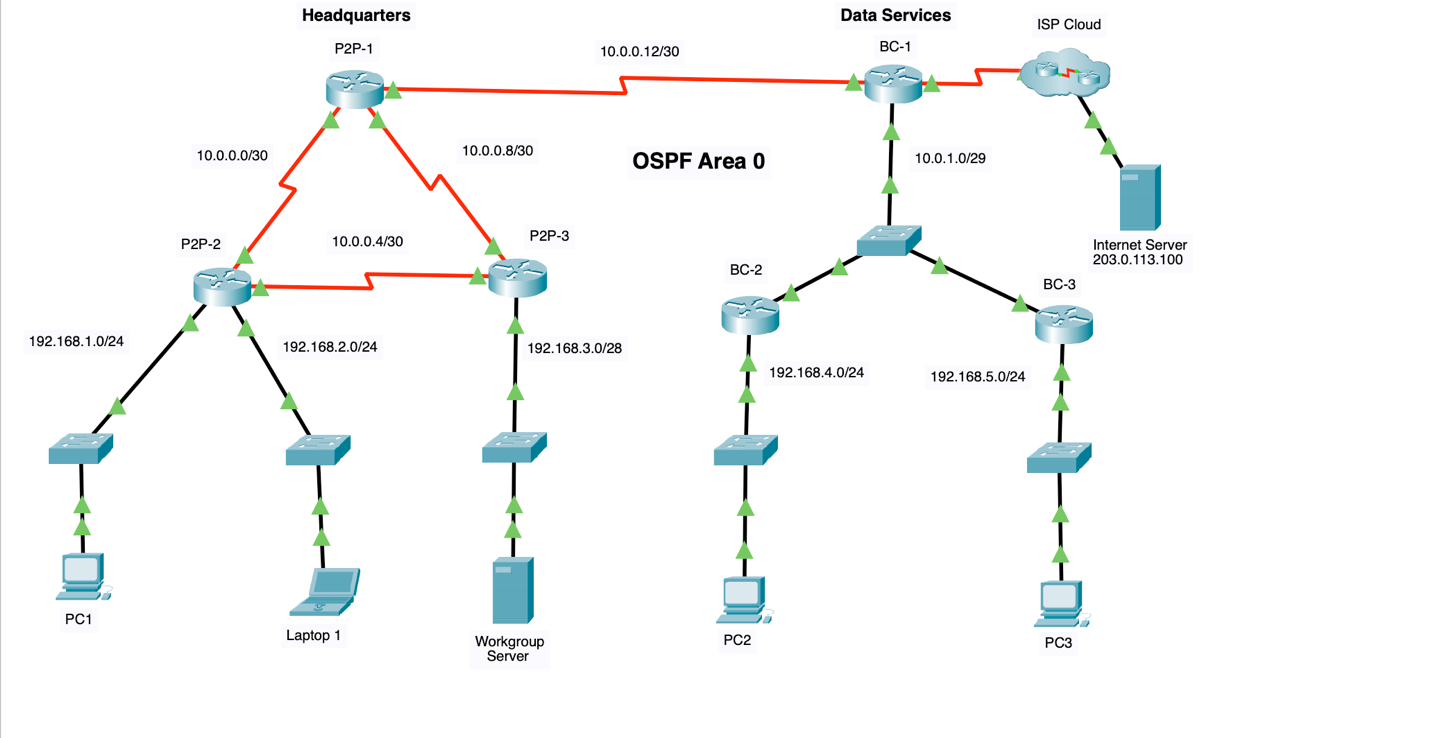 Headquarters
Data Services
ISP Cloud
P2P-1
10.0.0.12/30
BC-1
10.0.0.0/30
10.0.0.8/30
OSPF Area 0
10.0.1.0/29
P2P-2
10.0.0.4/30
P2P-3
Internet Server
203.0.113.100
BC-2
BC-3
192.168.1.0/24
192.168.2.0/24
192.168.3.0/28
192.168.4.0/24
192.168.5.0/24
PC1
Laptop 1
Workgroup
Server
PC2
PC3